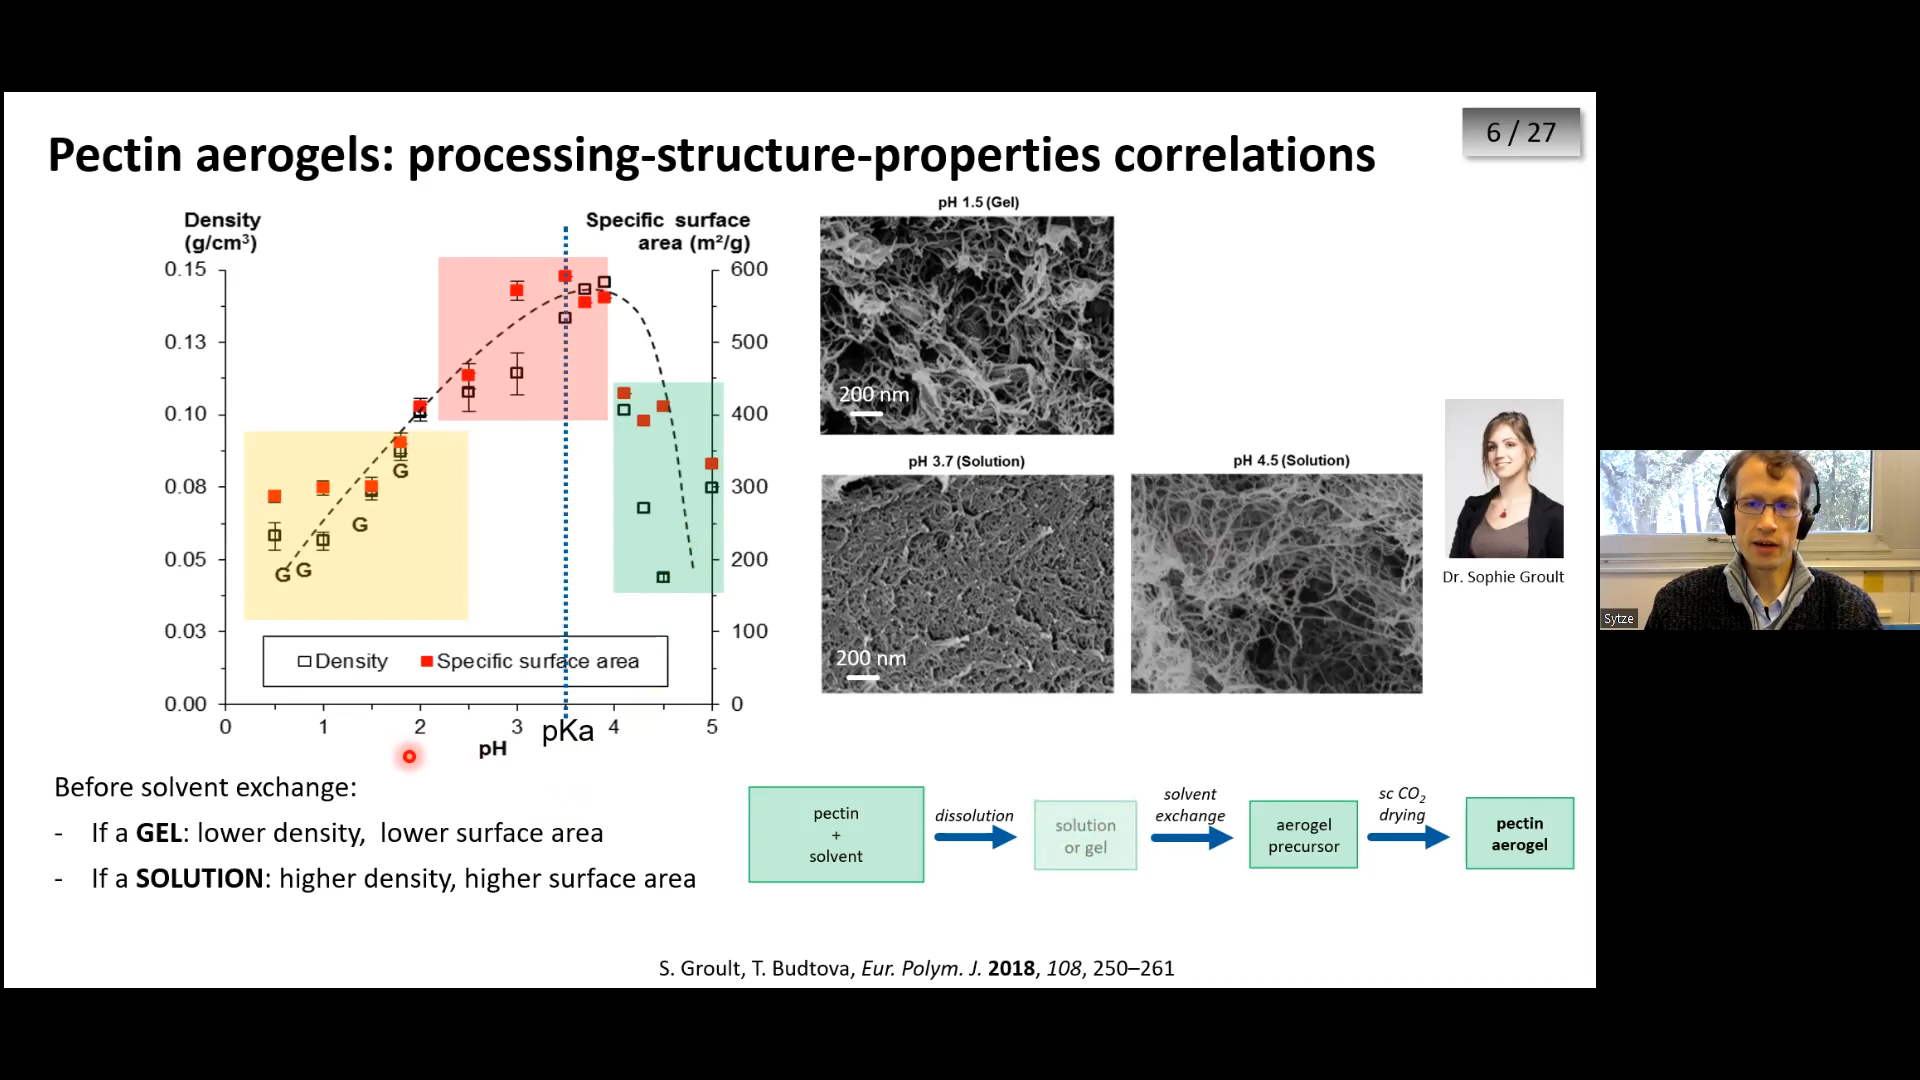 Pectin aerogels: processing-structure-properties correlations
6 / 27
Density
(g/cm³)
Specific surface
area (m²/g)
0.15
0.13
0.10
0.08
0.05
0.03
0.00
600
500
400
300
200
100
0
G
G
G G
Density
Specific surface area
0 1 2 3 4 5
pKa
pH
pH 1.5 (Gel)
200 nm
pH 3.7 (Solution)
200 nm
pH 4.5 (Solution)
Dr. Sophie Groult
Sytze
Before solvent exchange:
- If a GEL: lower density, lower surface area
- If a SOLUTION: higher density, higher surface area
pectin
+
solvent
dissolution
solution
or gel
solvent
exchange
aerogel
precursor
sc CO₂
drying
pectin
aerogel
S. Groult, T. Budtova, Eur. Polym. J. 2018, 108, 250–261